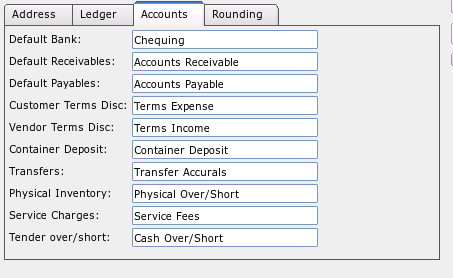 Address Ledger Accounts Rounding
Default Bank: Chequing
Default Receivables: Accounts Receivable
Default Payables: Accounts Payable
Customer Terms Disc: Terms Expense
Vendor Terms Disc: Terms Income
Container Deposit: Container Deposit
Transfers: Transfer Accurals
Physical Inventory: Physical Over/Short
Service Charges: Service Fees
Tender over/short: Cash Over/Short